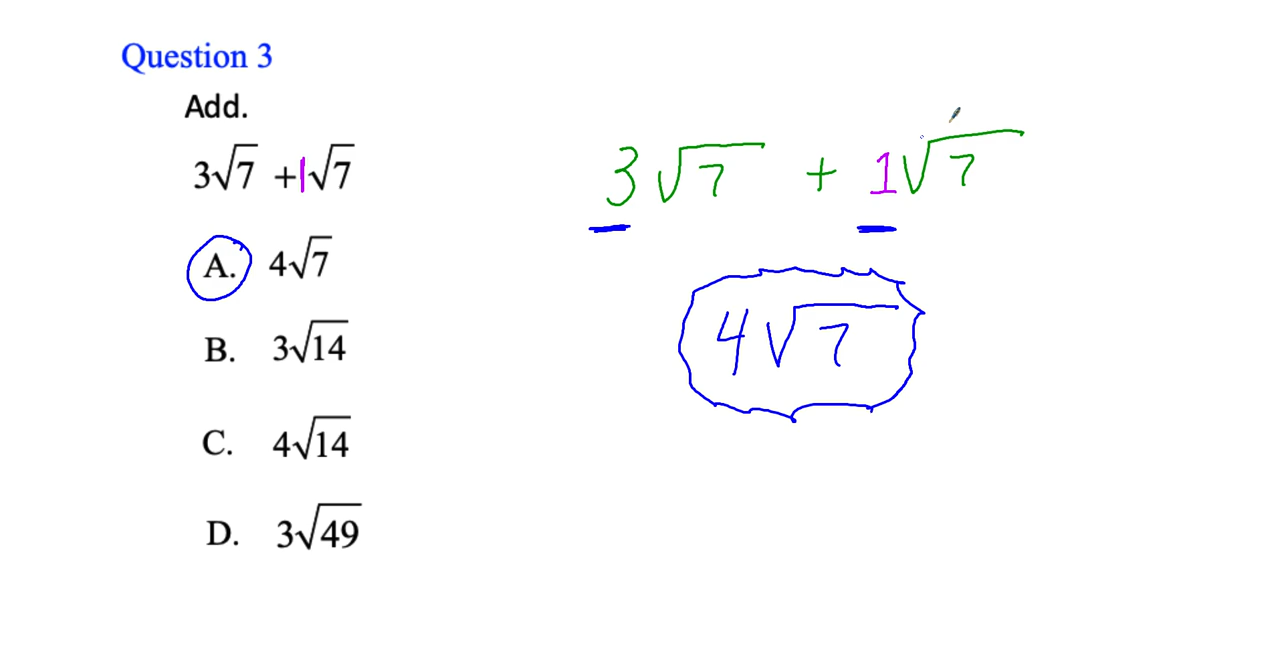 Question 3
Add.
3√7 +1√7
A. 4√7
B. 3√14
C. 4√14
D. 3√49
3√7 + 1√7
4√7